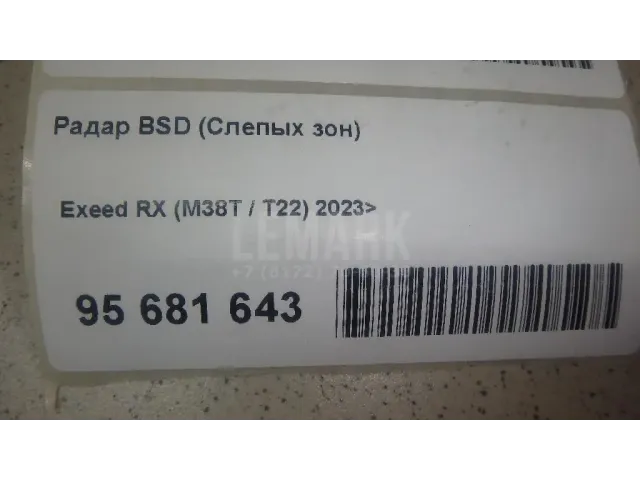 Радар BSD (Слепых зон)
Exeed RX (M38T / T22) 2023>
LEMARK
95 681 643